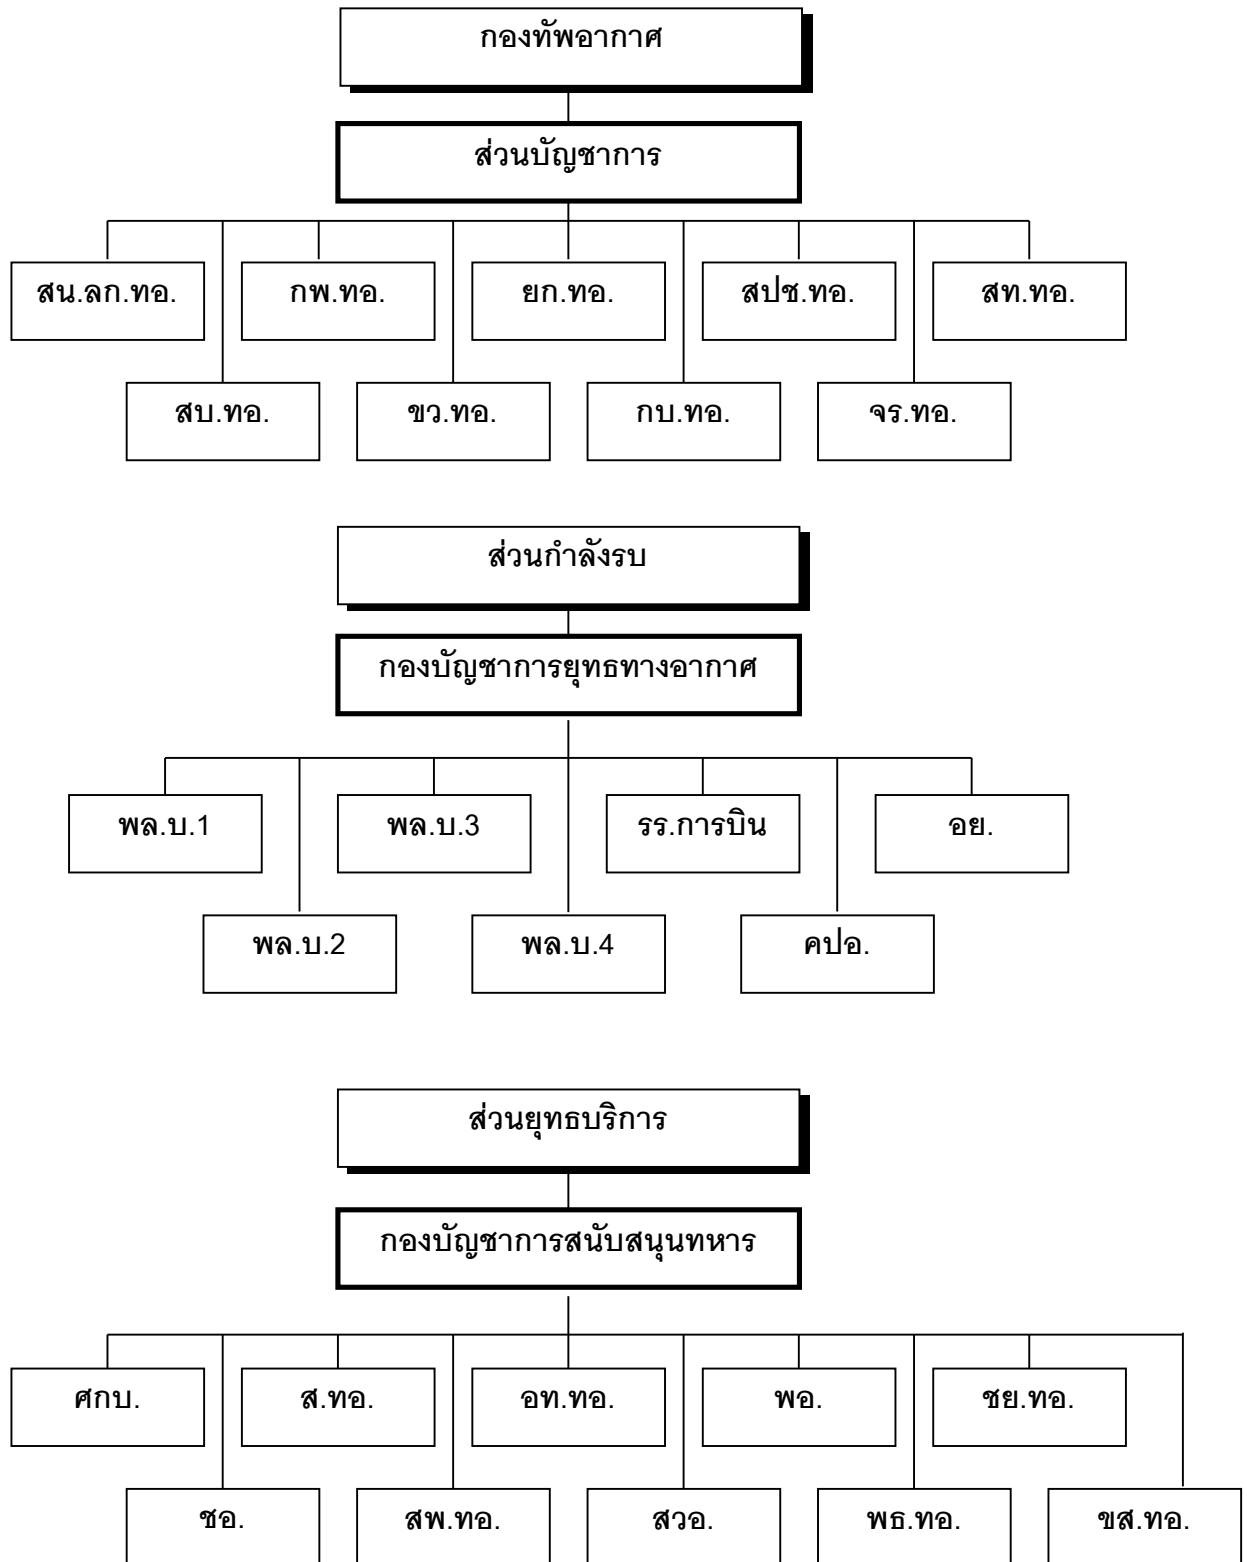 กองทัพอากาศ
ส่วนบัญชาการ
สน.ลก.ทอ. กพ.ทอ. ยก.ทอ. สปช.ทอ. สท.ทอ.
สบ.ทอ. ขว.ทอ. กบ.ทอ. จร.ทอ.
ส่วนกำลังรบ
กองบัญชาการยุทธทางอากาศ
พล.บ.1 พล.บ.3 รร.การบิน อย.
พล.บ.2 พล.บ.4 คปอ.
ส่วนยุทธบริการ
กองบัญชาการสนับสนุนทหาร
ศกบ. ส.ทอ. อท.ทอ. พอ. ชย.ทอ.
ชอ. สพ.ทอ. สวอ. พธ.ทอ. ขส.ทอ.